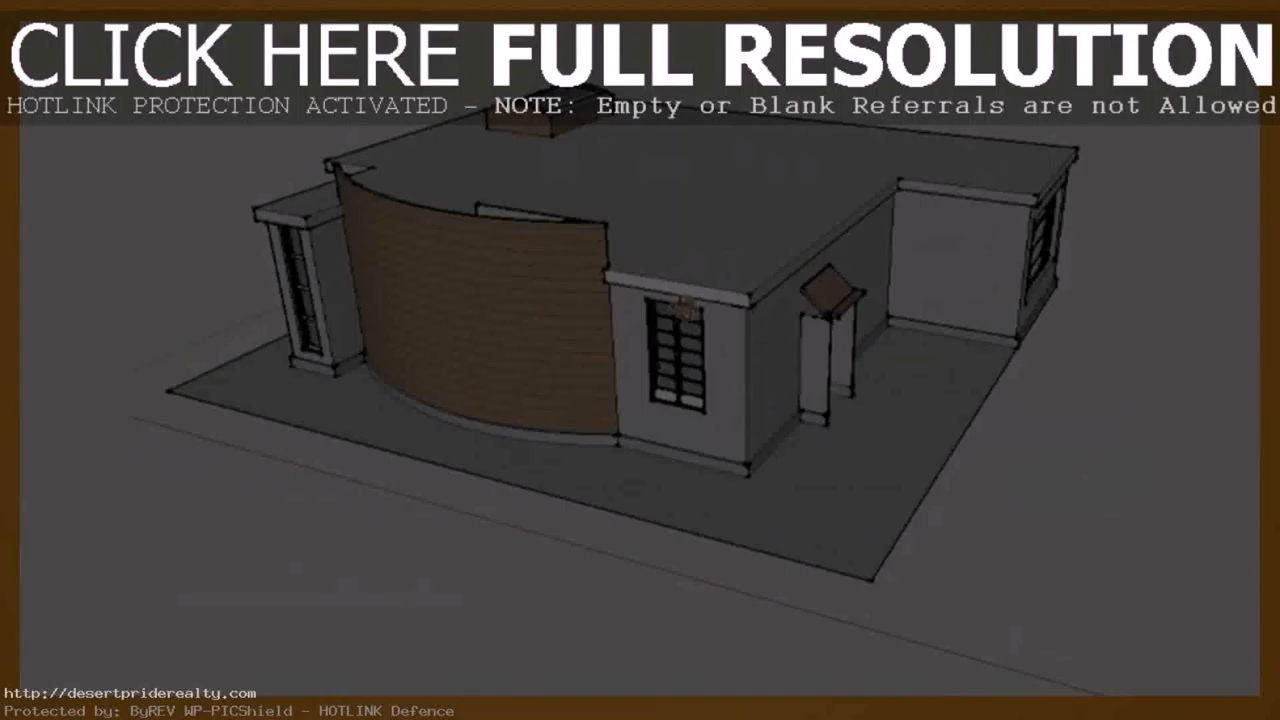 CLICK HERE FULL RESOLUTION
HOTLINK PROTECTION ACTIVATED - NOTE: Empty or Blank Referrals are not Allowed
http://desertpriderealty.com
Protected by: ByREV WP-PICShield - HOTLINK Defence